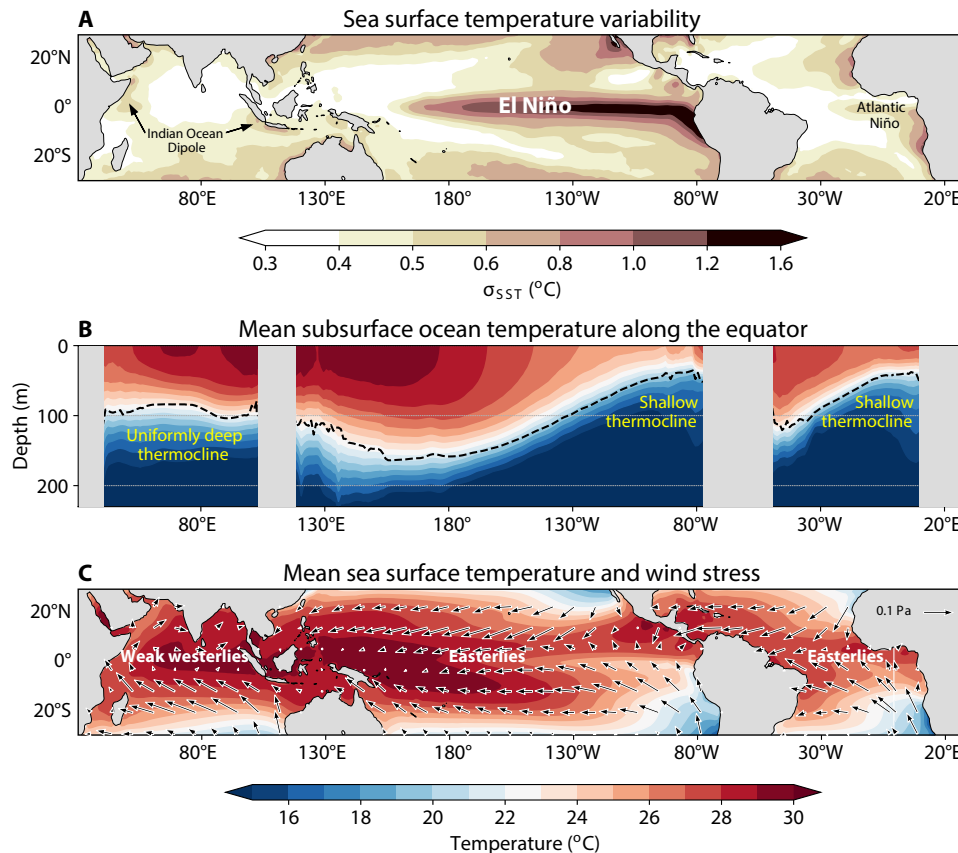 A Sea surface temperature variability
20°N
0°
20°S
El Niño
Indian Ocean
Dipole
Atlantic
Niño
80°E 130°E 180° 130°W 80°W 30°W 20°E
0.3 0.4 0.5 0.6 0.8 1.0 1.2 1.6
σSST (°C)
B Mean subsurface ocean temperature along the equator
Depth (m)
0
100
200
Uniformly deep
thermocline
Shallow
thermocline
Shallow
thermocline
80°E 130°E 180° 130°W 80°W 30°W 20°E
C Mean sea surface temperature and wind stress
20°N
0°
20°S
0.1 Pa
Weak westerlies
Easterlies
Easterlies
80°E 130°E 180° 130°W 80°W 30°W 20°E
16 18 20 22 24 26 28 30
Temperature (°C)